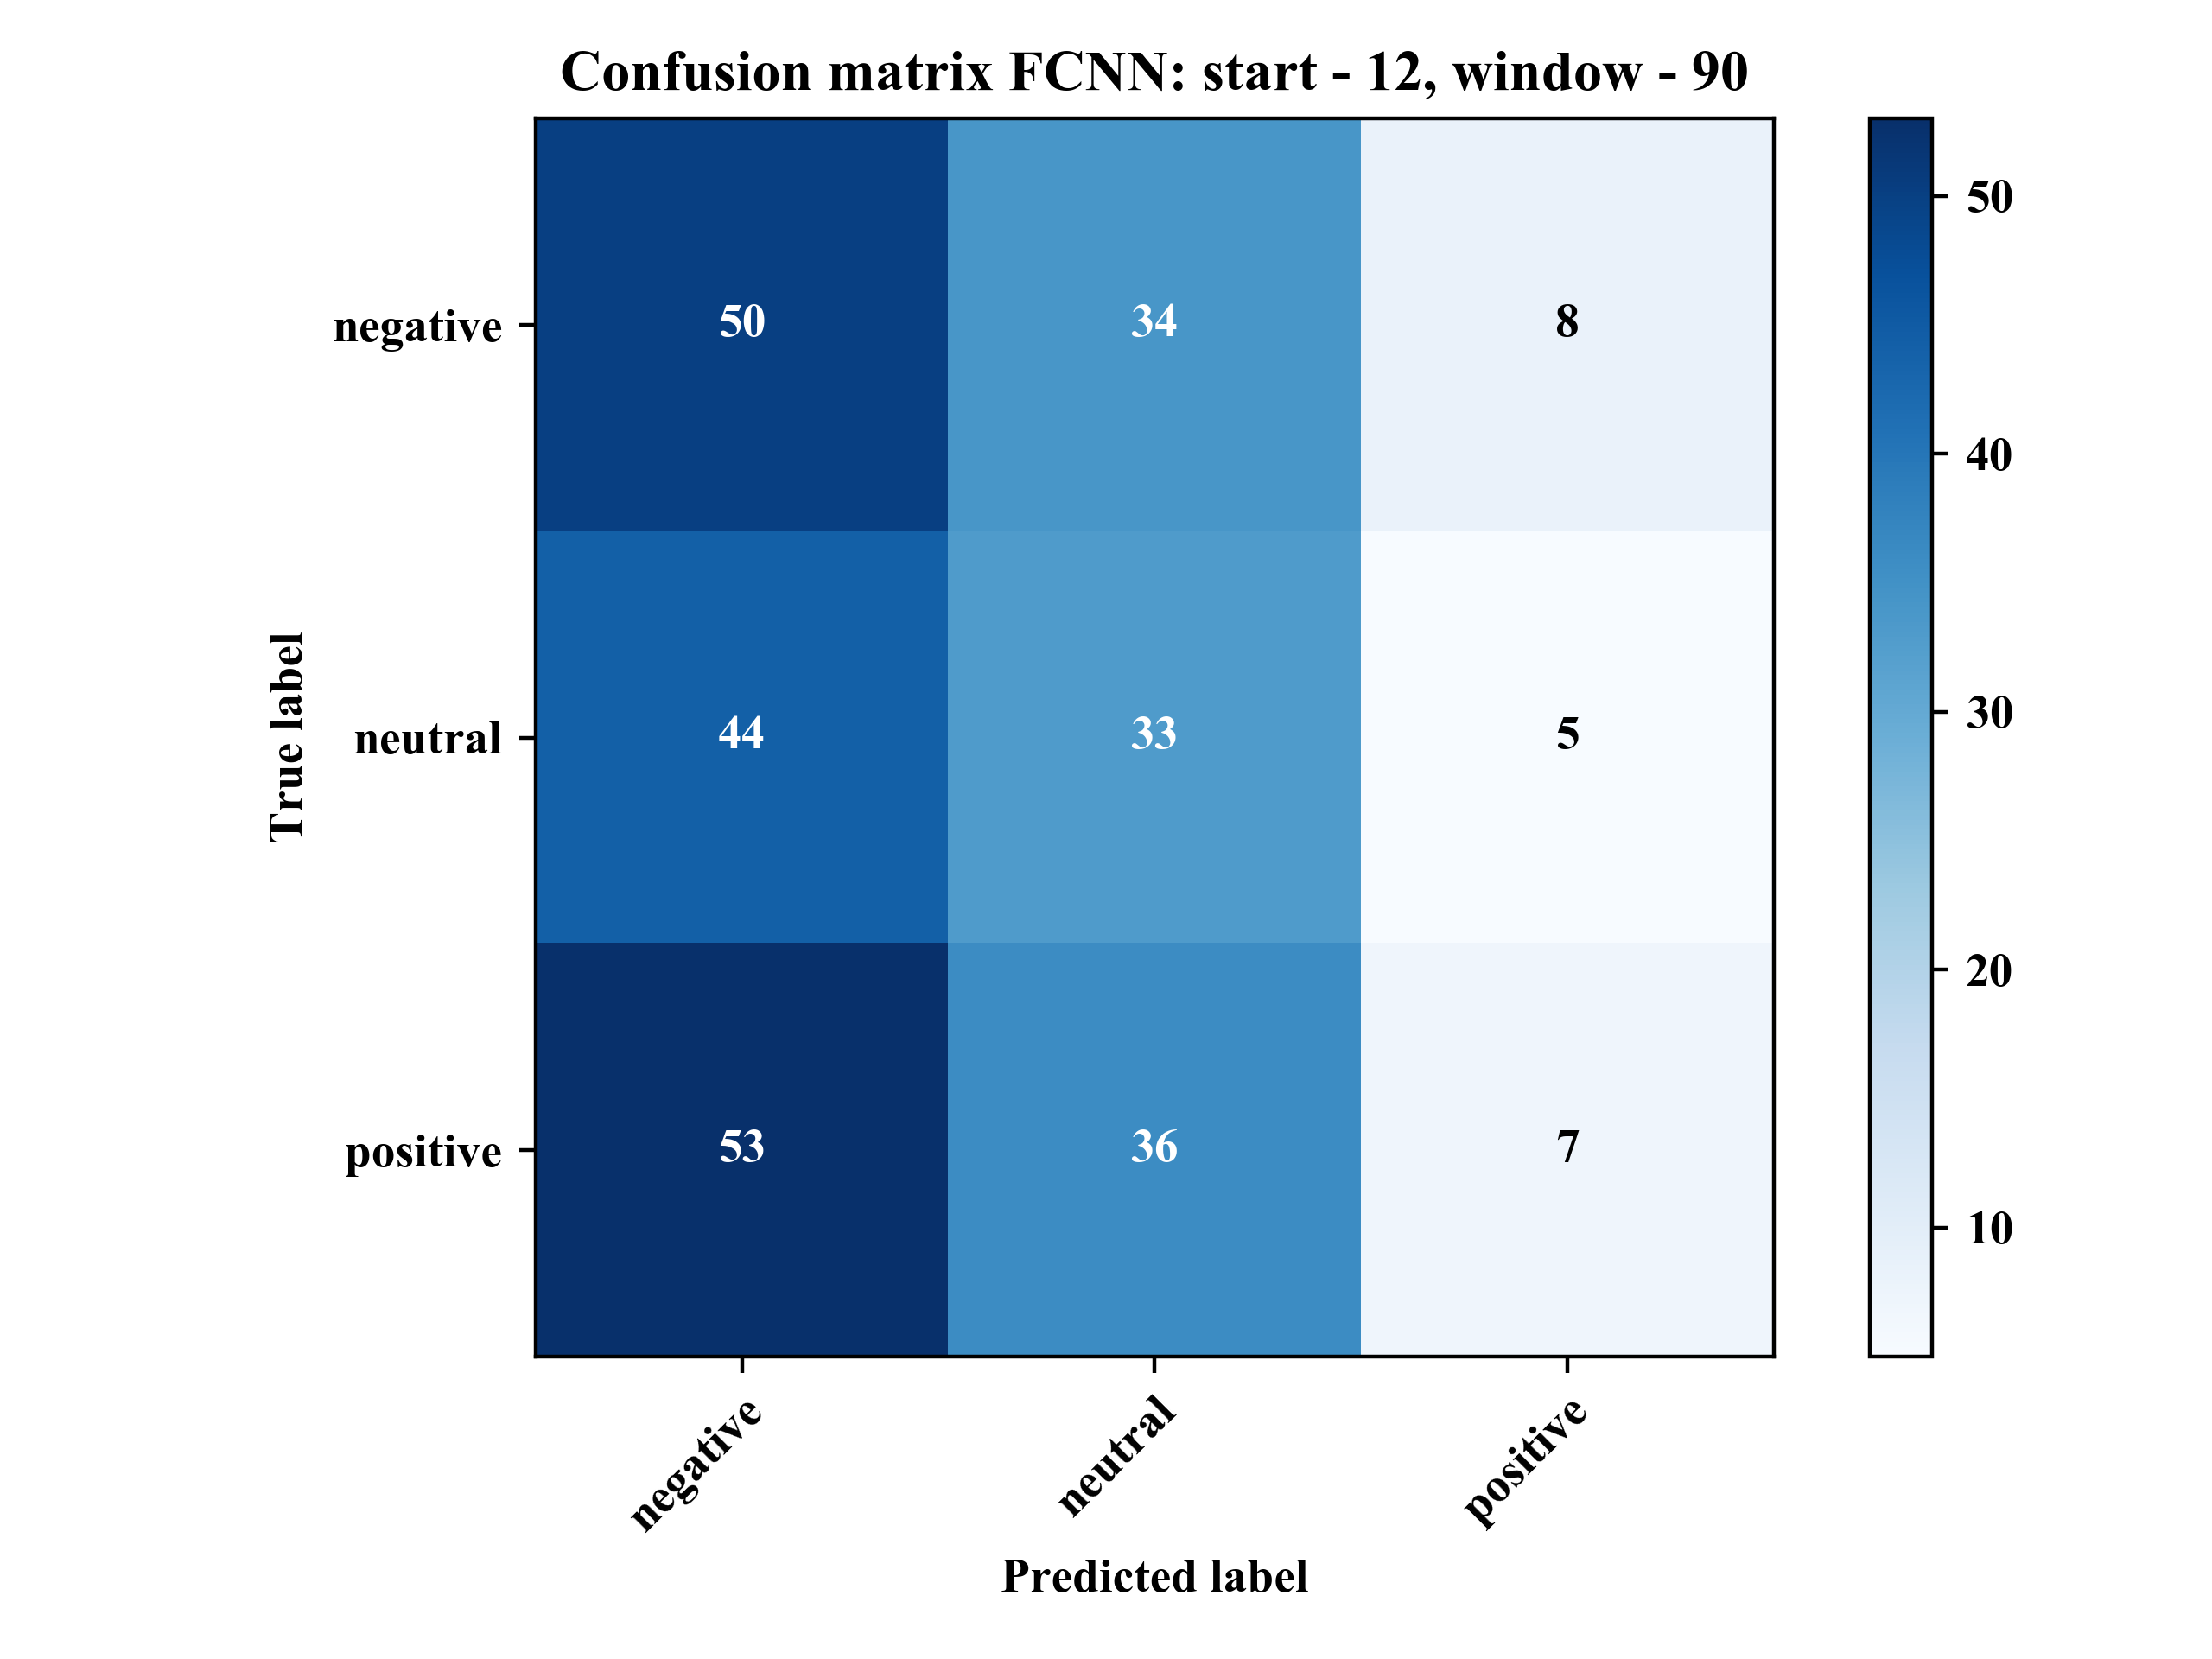 Confusion matrix FCNN: start - 12, window - 90
True label
negative
50
34
8
neutral
44
33
5
positive
53
36
7
negative
neutral
positive
Predicted label
50
40
30
20
10